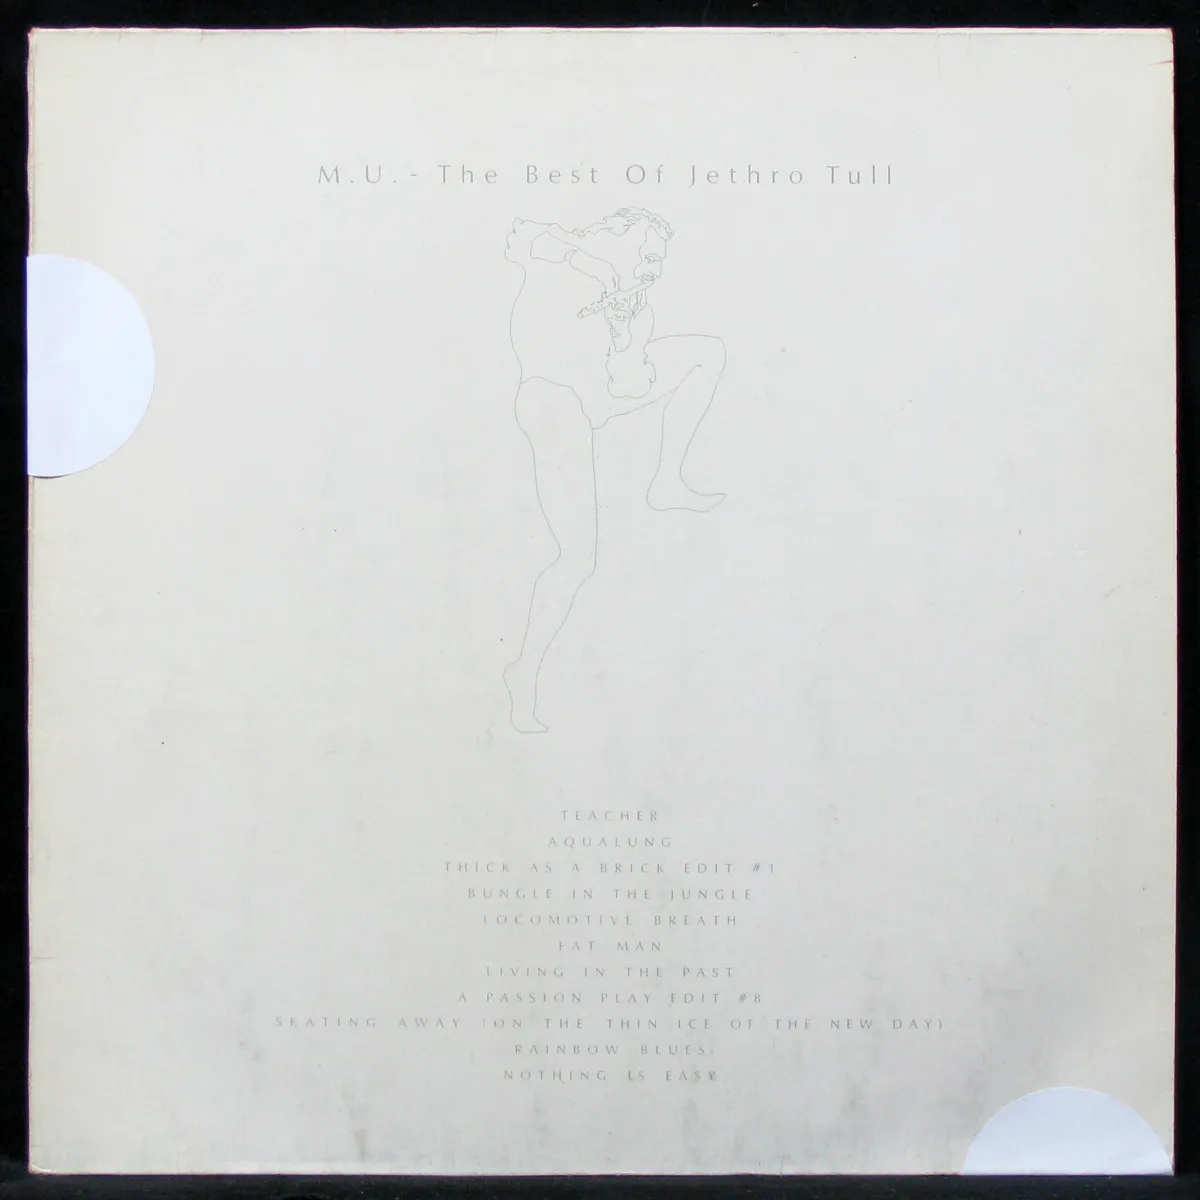 M.U. - The Best Of Jethro Tull
TEACHER
AQUALUNG
THICK AS A BRICK EDIT #1
BUNGLE IN THE JUNGLE
LOCOMOTIVE BREATH
FAT MAN
LIVING IN THE PAST
A PASSION PLAY EDIT #8
SKATING AWAY (ON THE THIN ICE OF THE NEW DAY)
RAINBOW BLUES
NOTHING IS EASY